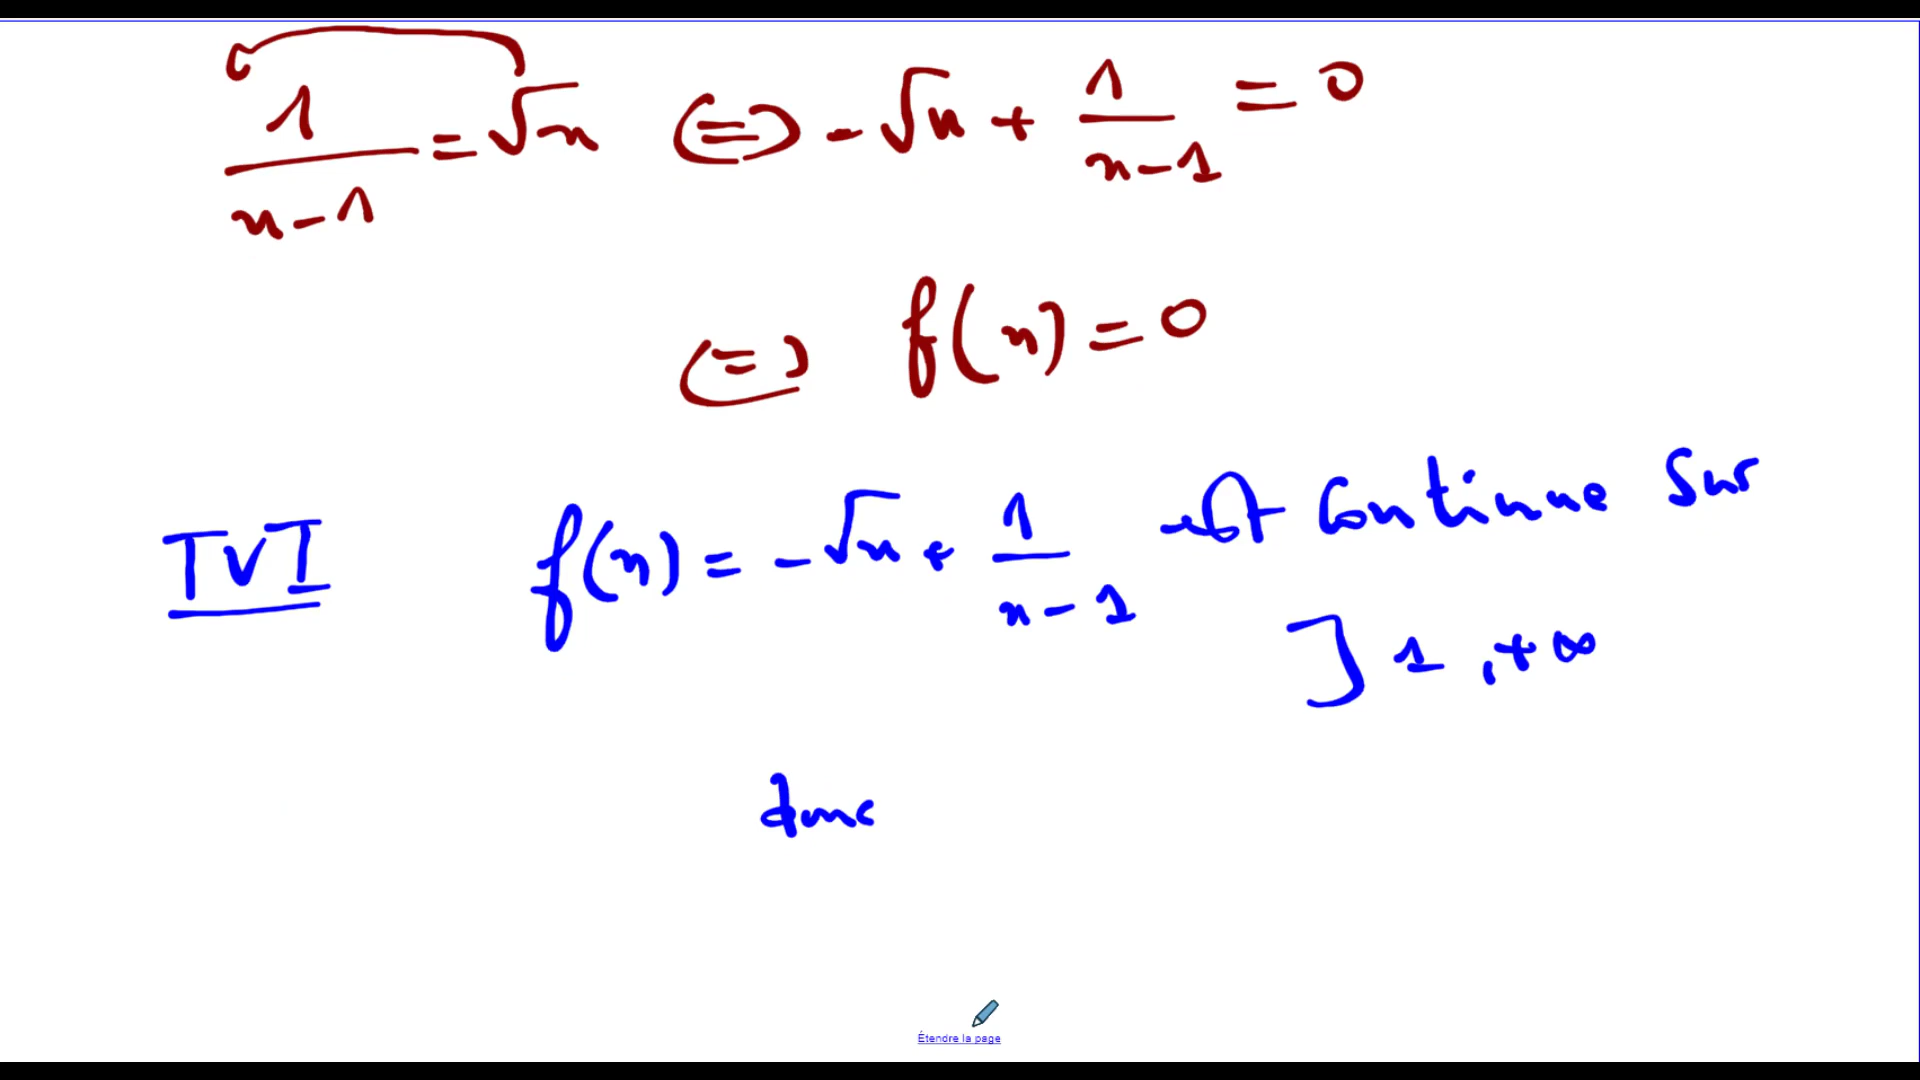 1/(x-1) = √x (=) -√x + 1/(x-1) = 0
(=) f(x) = 0
TVI f(x) = -√x + 1/(x-1) est continue sur
]1,+∞
donc
Étendre la page